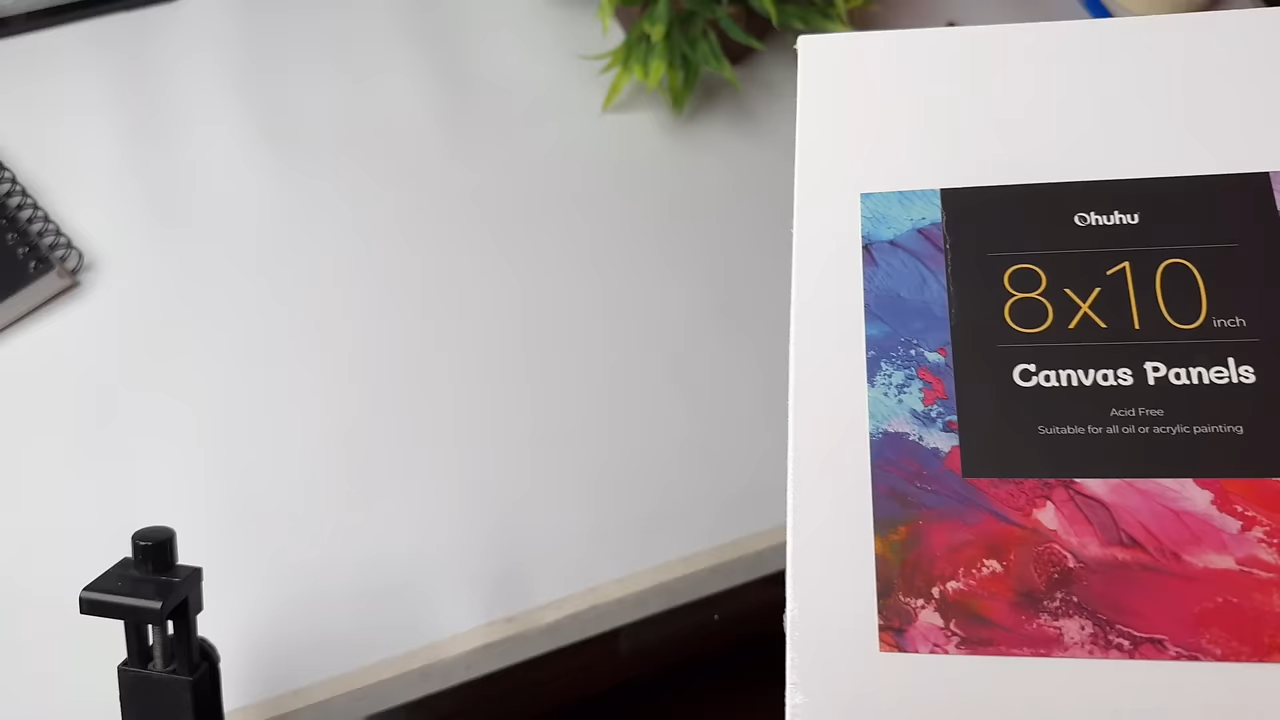 Ohuhu
8x10 inch
Canvas Panels
Acid Free
Suitable for all oil or acrylic painting